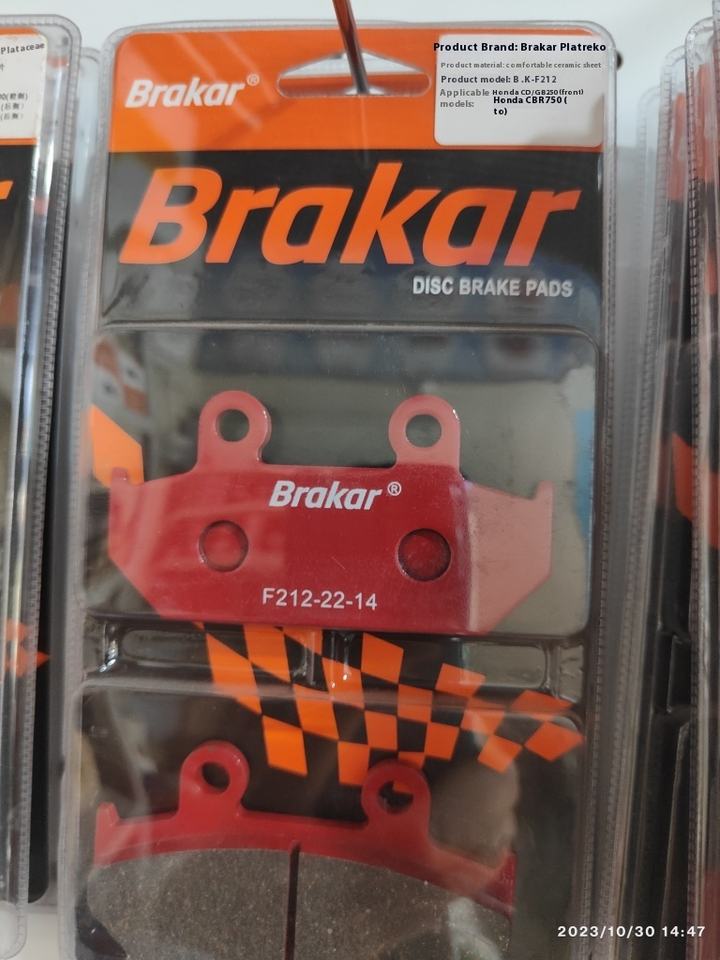 Plataceae
Brakar®
Product Brand: Brakar Platreko
Product material: comfortable ceramic sheet
Product model: B .K-F212
Applicable Honda CD/GB250(front)
models: Honda CBR750 (
to)
Brakar
DISC BRAKE PADS
Brakar®
F212-22-14
2023/10/30 14:47